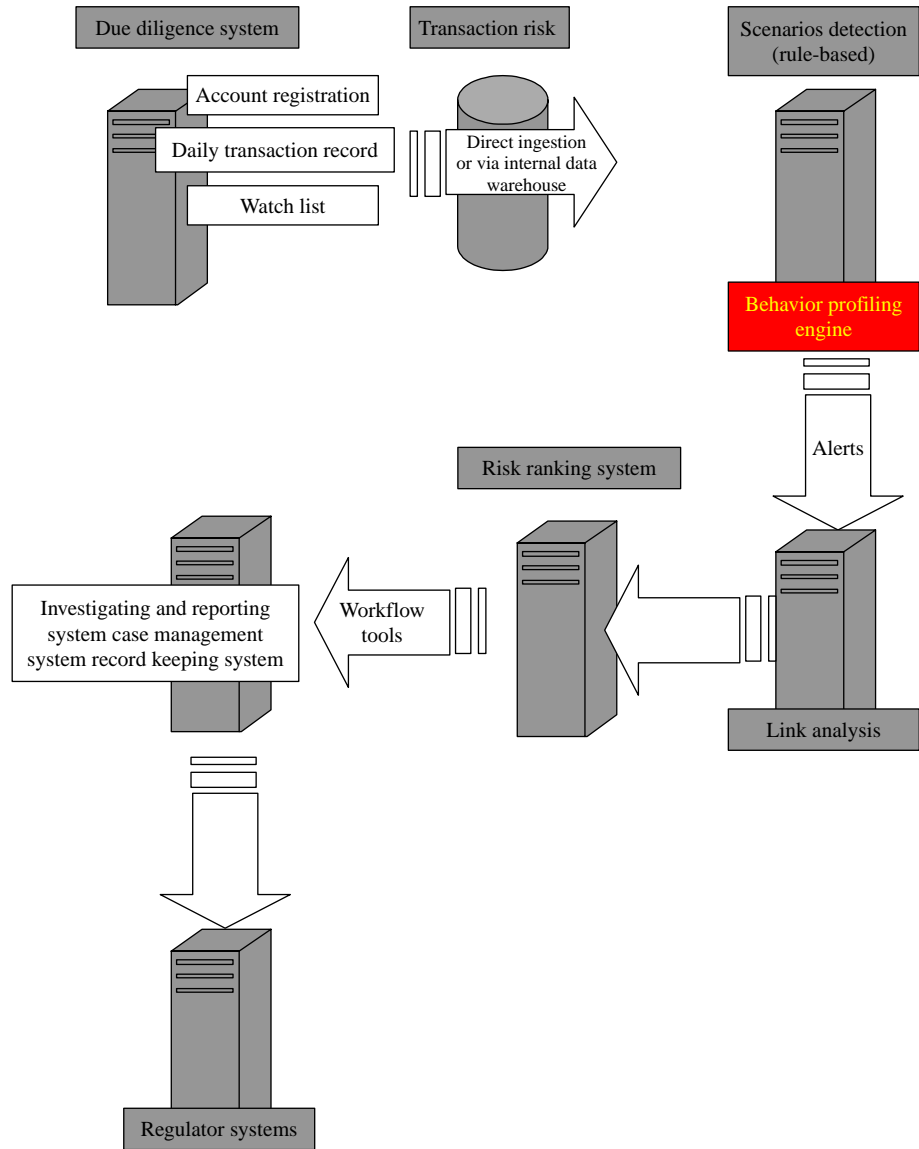 Due diligence system
Transaction risk
Scenarios detection
(rule-based)
Account registration
Daily transaction record
Watch list
Direct ingestion
or via internal data
warehouse
Behavior profiling
engine
Alerts
Risk ranking system
Investigating and reporting
system case management
system record keeping system
Workflow
tools
Link analysis
Regulator systems